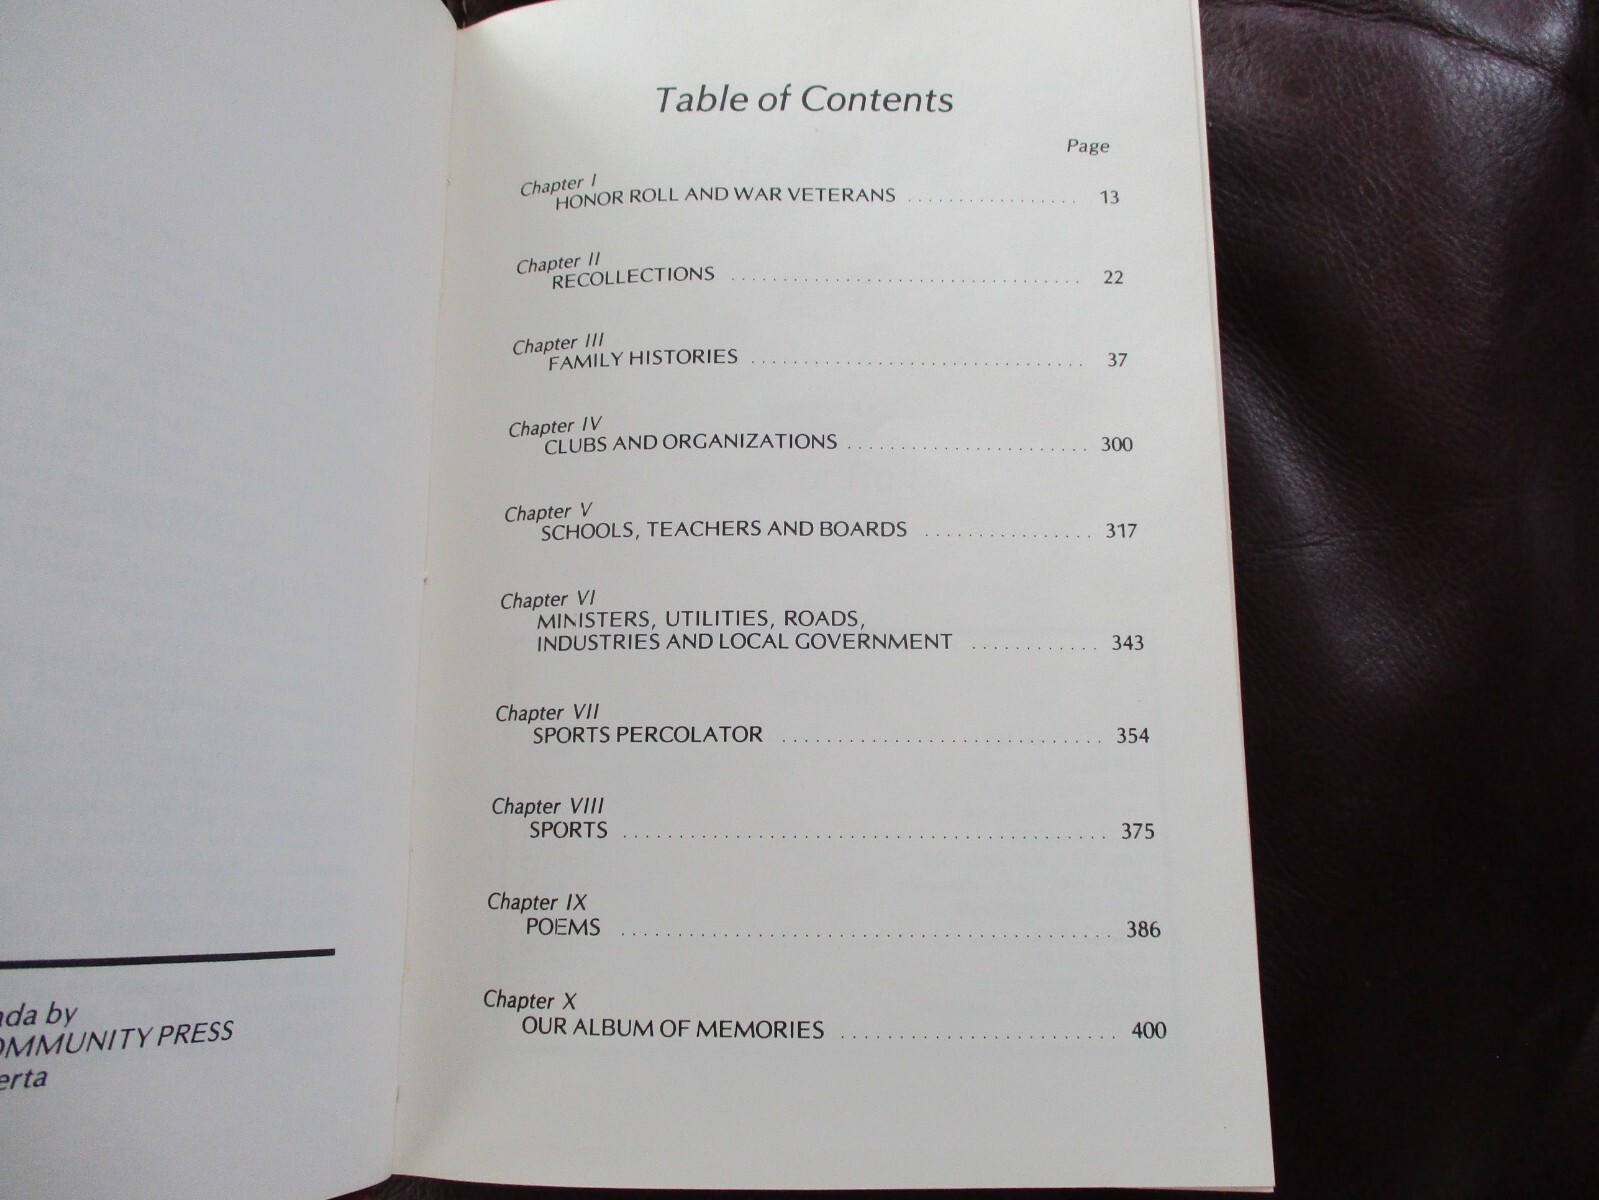 by
PRESS
Table of Contents
Page
Chapter I
HONOR ROLL AND WAR VETERANS ................. 13
Chapter II
RECOLLECTIONS .................................. 22
Chapter III
FAMILY HISTORIES ................................ 37
Chapter IV
CLUBS AND ORGANIZATIONS ....................... 300
Chapter V
SCHOOLS, TEACHERS AND BOARDS ................ 317
Chapter VI
MINISTERS, UTILITIES, ROADS,
INDUSTRIES AND LOCAL GOVERNMENT ............ 343
Chapter VII
SPORTS PERCOLATOR ............................. 354
Chapter VIII
SPORTS ............................................ 375
Chapter IX
POEMS ............................................. 386
Chapter X
OUR ALBUM OF MEMORIES ......................... 400